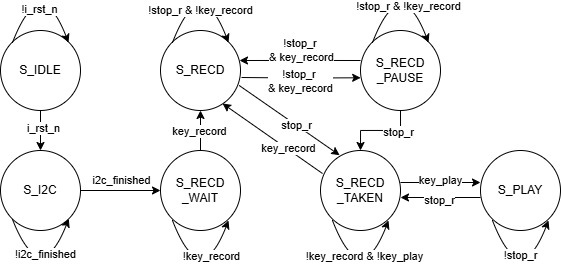 !i_rst_n
!stop_r & !key_record
!stop_r & !key_record
S_IDLE
S_RECD
!stop_r
& key_record
!stop_r
& key_record
S_RECD
_PAUSE
i_rst_n
key_record
stop_r
key_record
stop_r
S_I2C
i2c_finished
S_RECD
_WAIT
S_RECD
_TAKEN
key_play
stop_r
S_PLAY
!i2c_finished
!key_record
!key_record & !key_play
!stop_r